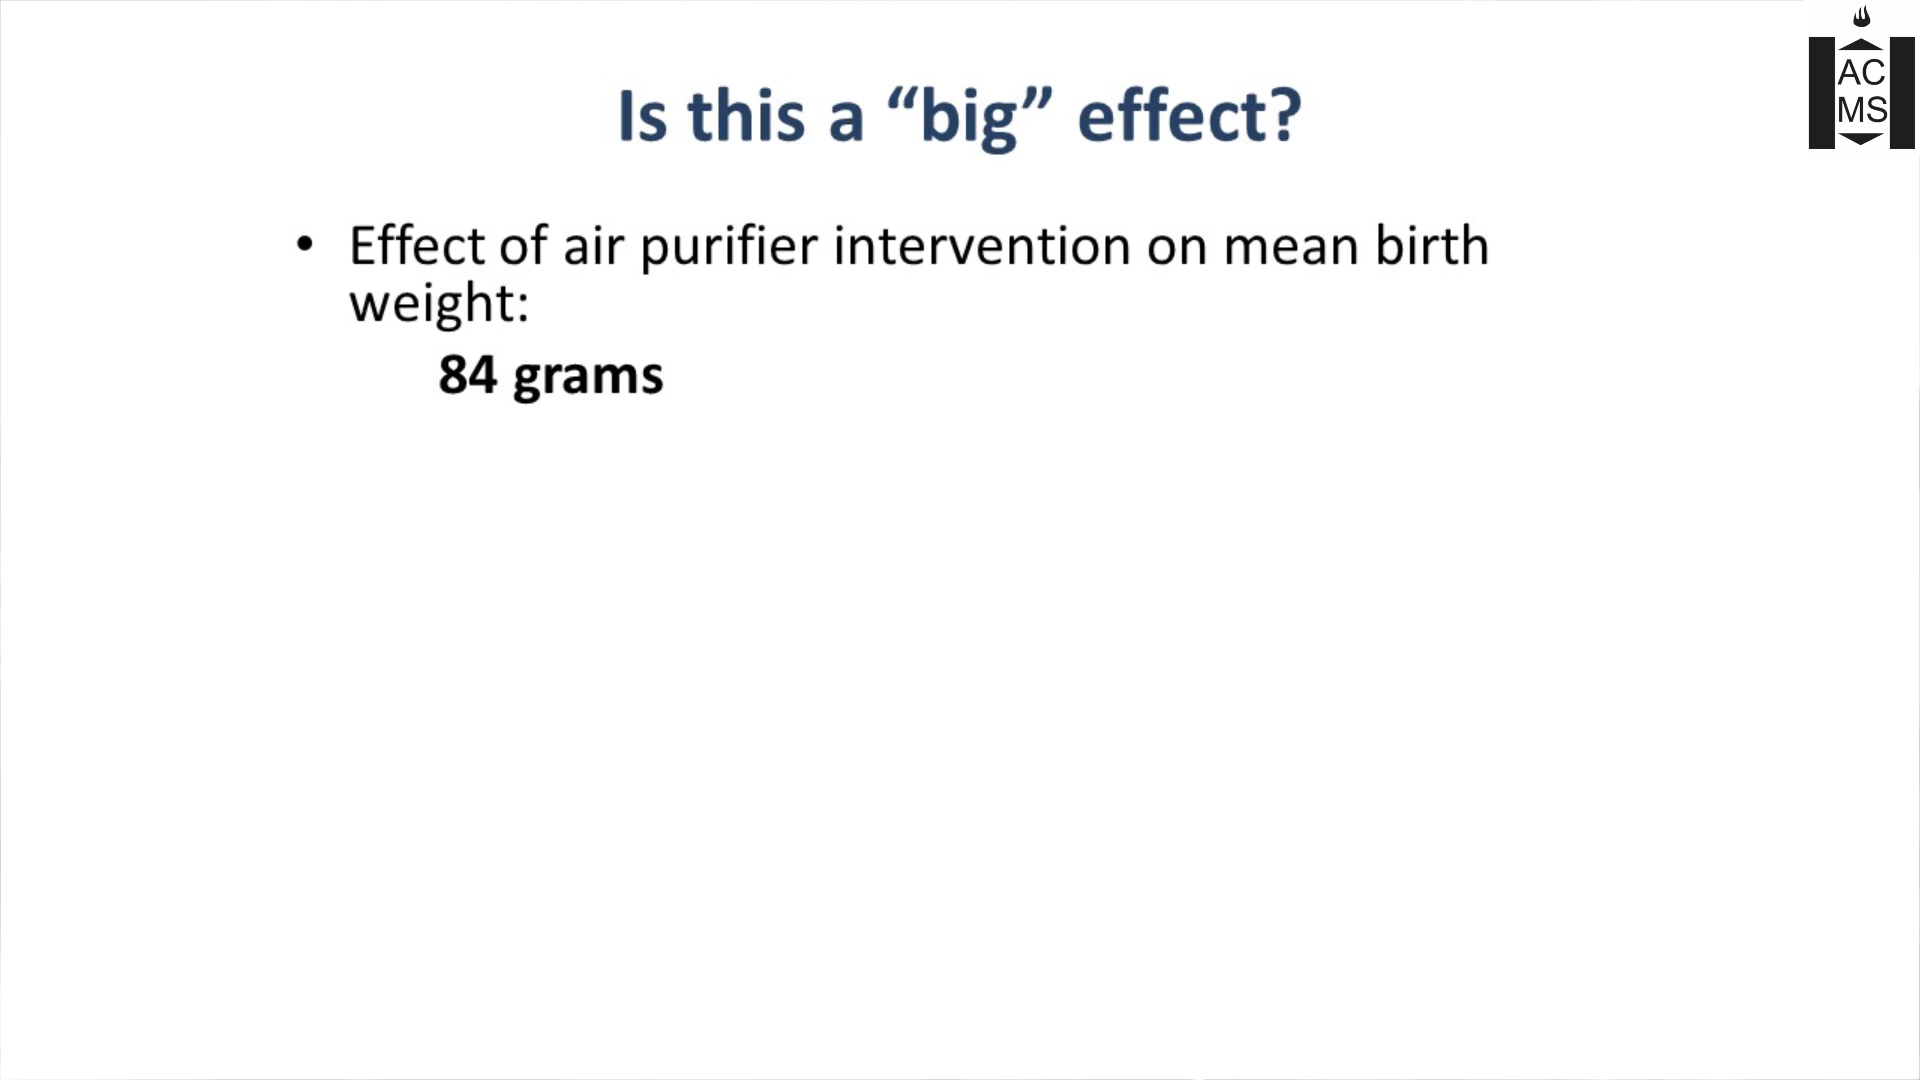 Is this a “big” effect?
• Effect of air purifier intervention on mean birth
weight:
84 grams
AC
MS